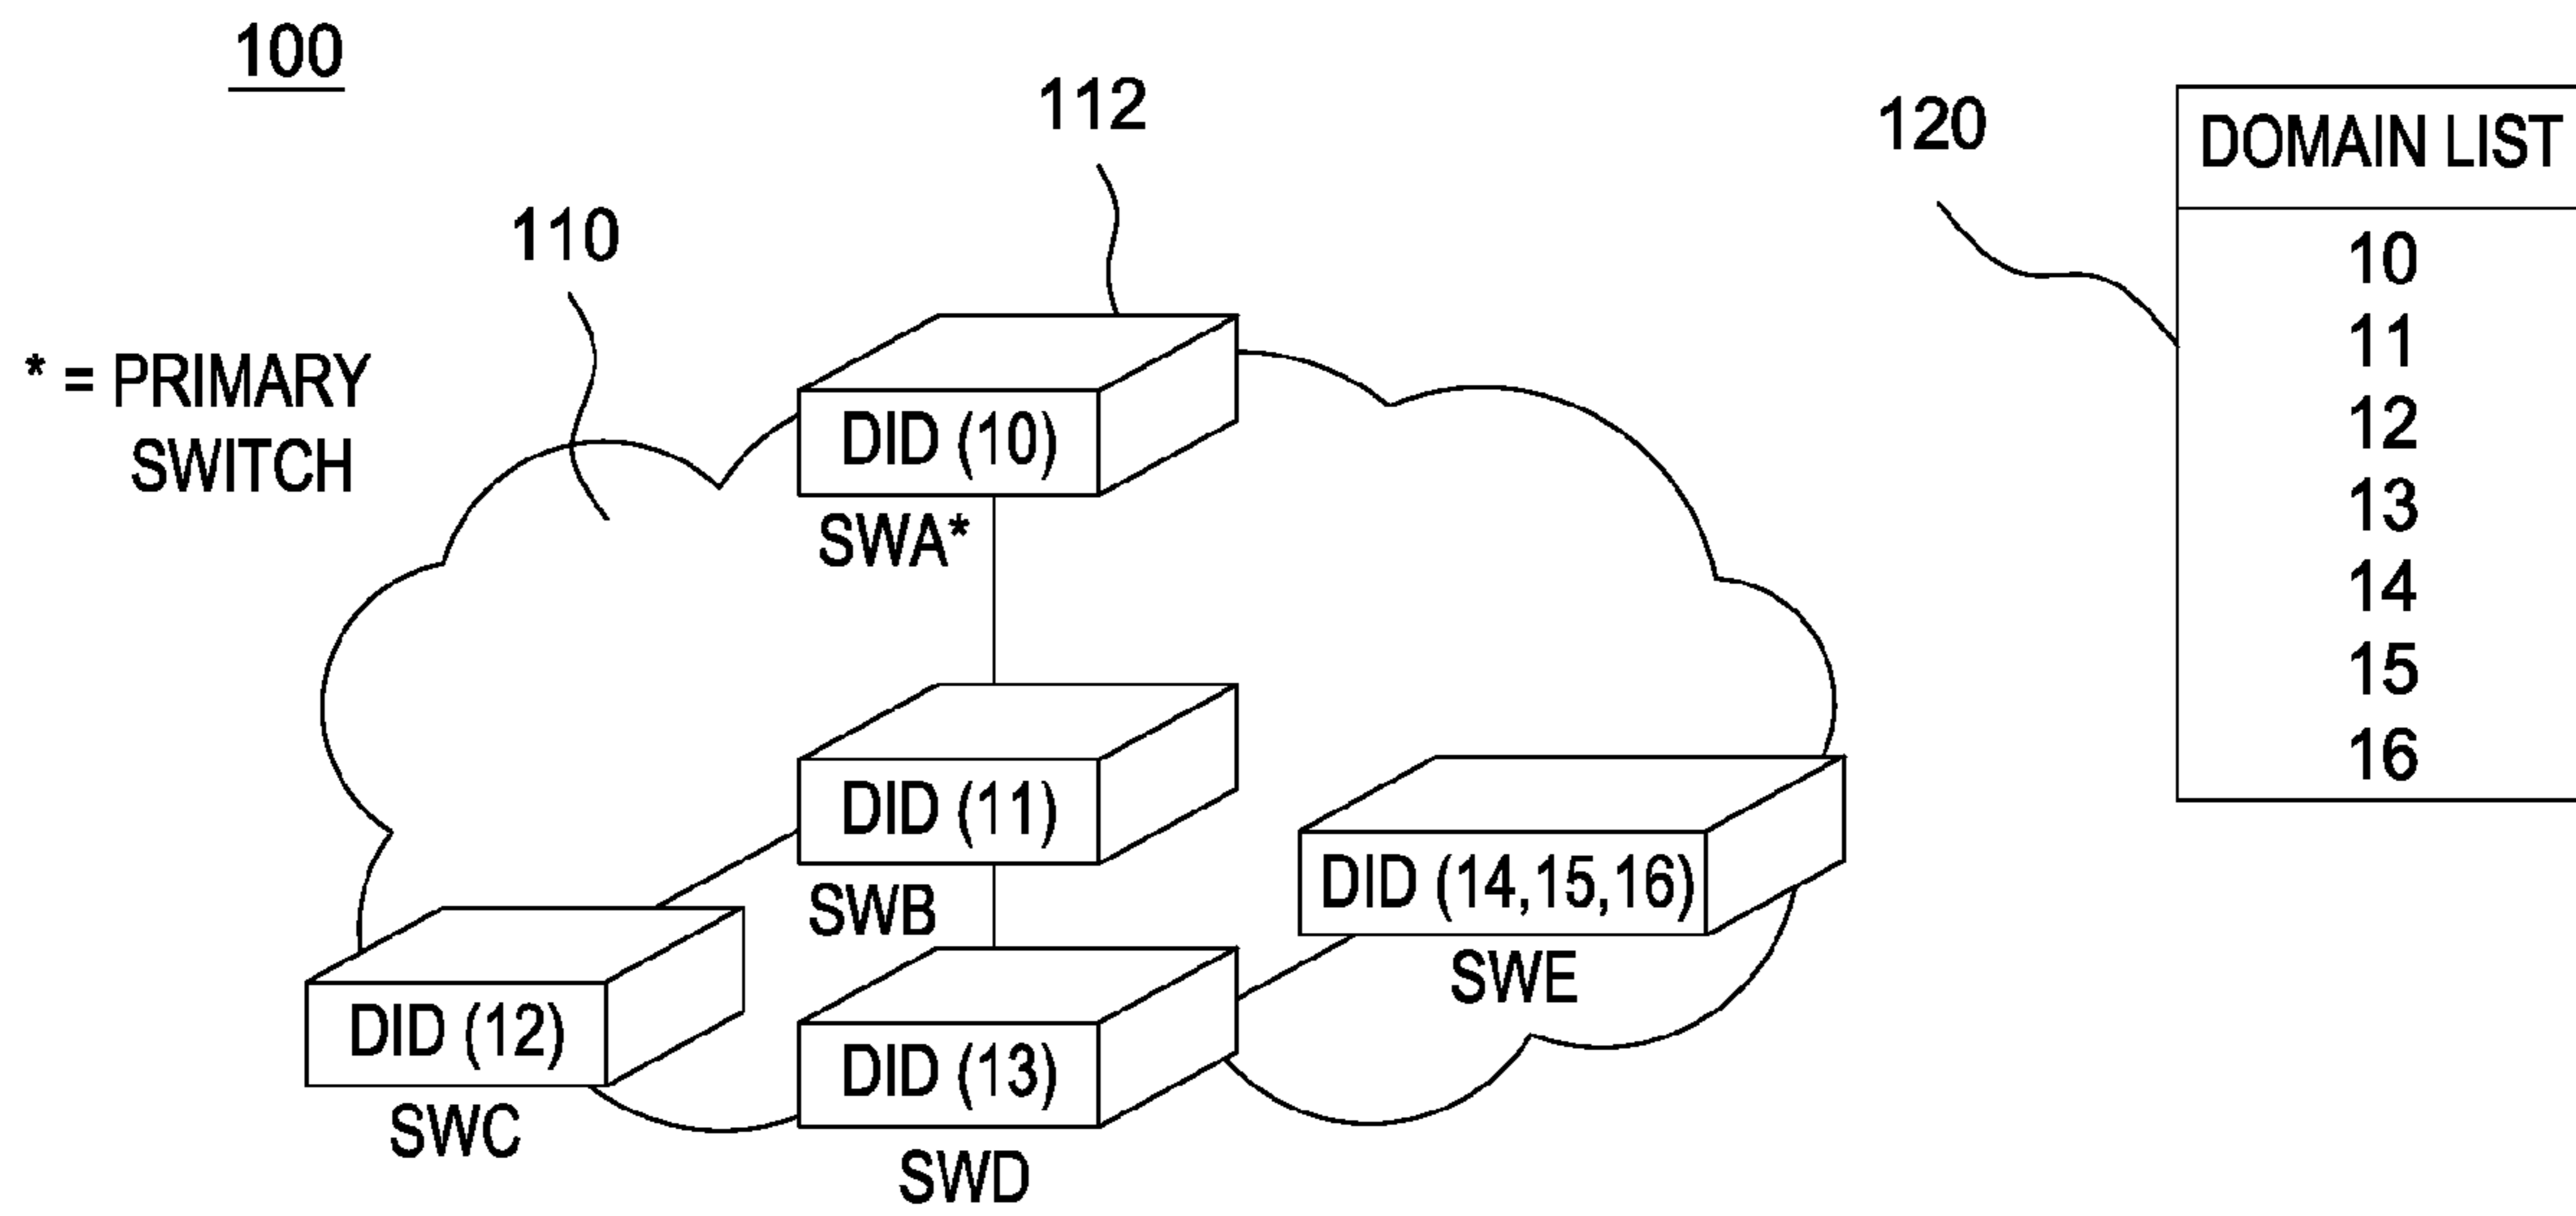 100
112
120
DOMAIN LIST
110
* = PRIMARY
SWITCH
DID (10)
SWA*
10
11
12
13
14
15
16
DID (11)
SWB
DID (14,15,16)
SWE
DID (12)
SWC
DID (13)
SWD